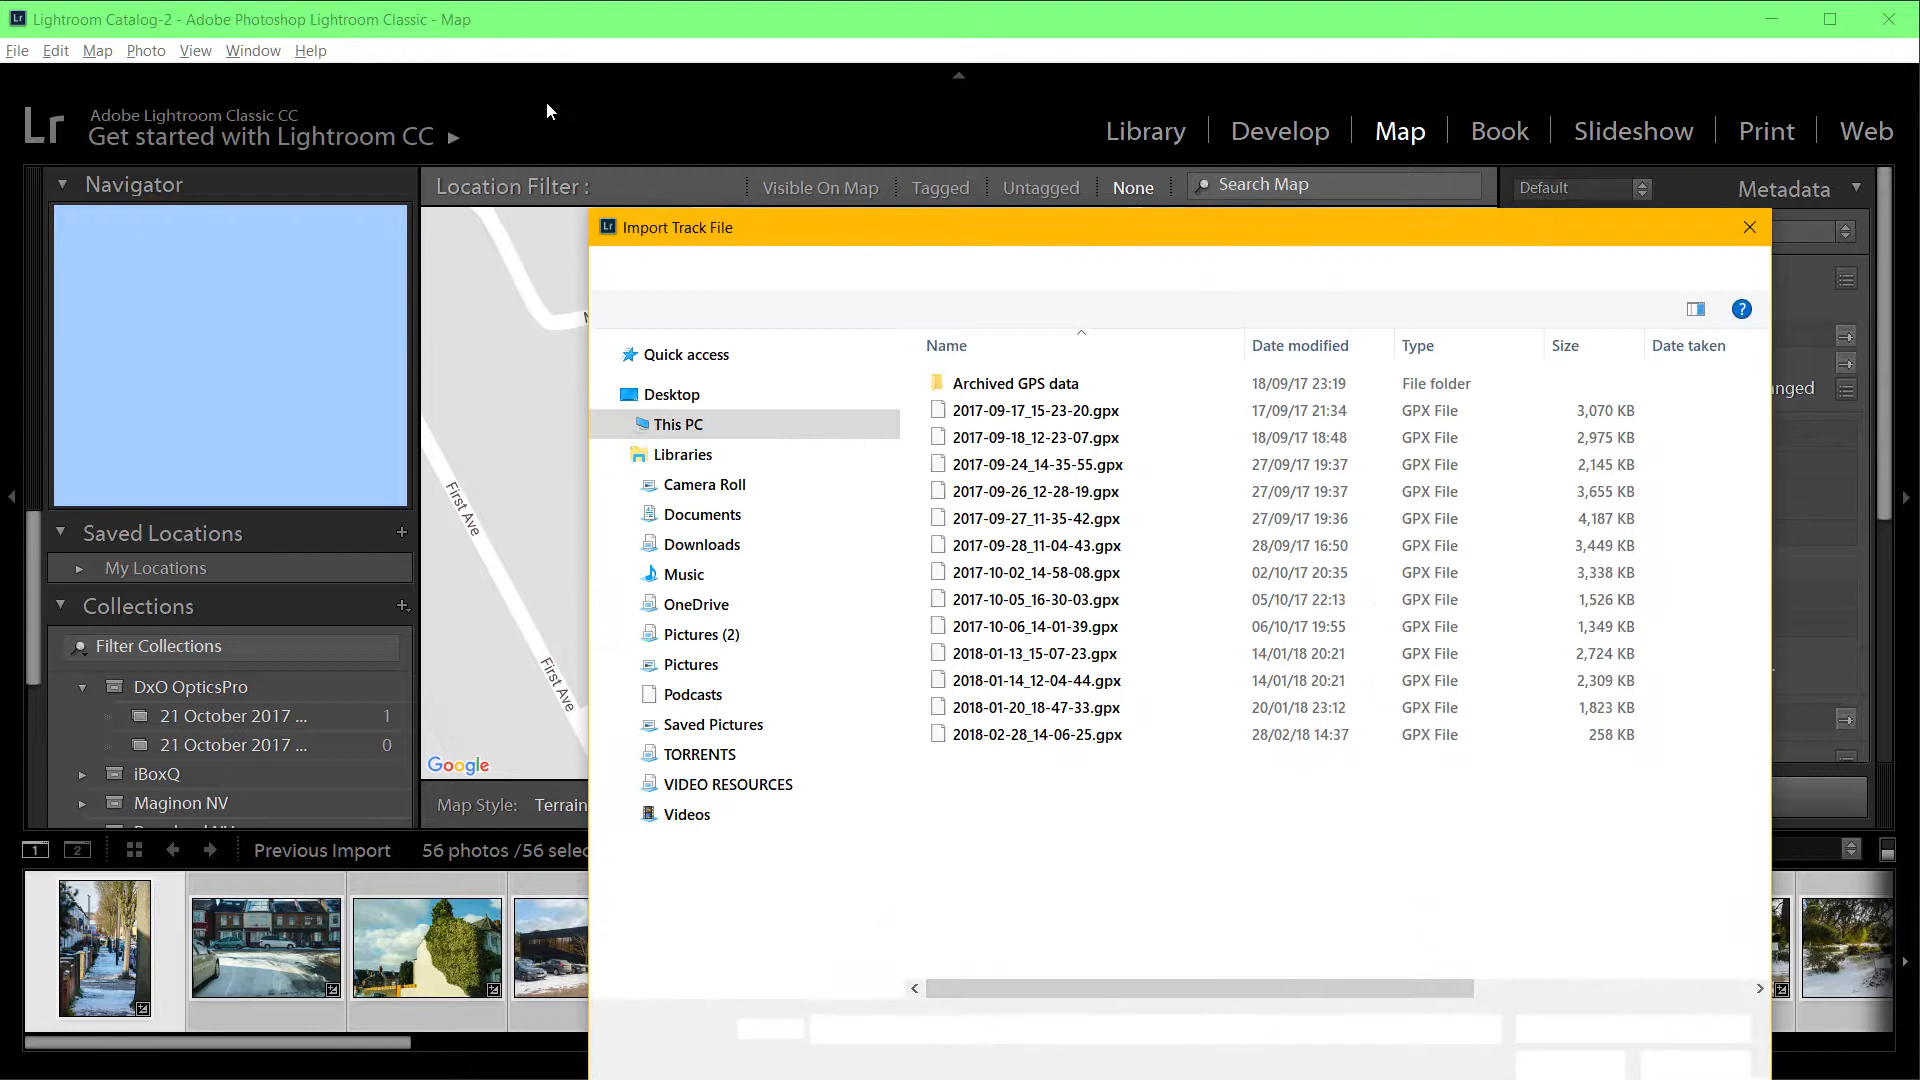 Lightroom Catalog-2 - Adobe Photoshop Lightroom Classic - Map
File Edit Map Photo View Window Help
Lr
Adobe Lightroom Classic CC
Get started with Lightroom CC
Library Develop Map Book Slideshow Print Web
Navigator
Location Filter : Visible On Map Tagged Untagged None Search Map
Default Metadata
Import Track File
Name Date modified Type Size Date taken
Quick access
Desktop
This PC
Libraries
Camera Roll
Documents
Downloads
Music
OneDrive
Pictures (2)
Pictures
Podcasts
Saved Pictures
TORRENTS
VIDEO RESOURCES
Videos
Archived GPS data 18/09/17 23:19 File folder
2017-09-17_15-23-20.gpx 17/09/17 21:34 GPX File 3,070 KB
2017-09-18_12-23-07.gpx 18/09/17 18:48 GPX File 2,975 KB
2017-09-24_14-35-55.gpx 27/09/17 19:37 GPX File 2,145 KB
2017-09-26_12-28-19.gpx 27/09/17 19:37 GPX File 3,655 KB
2017-09-27_11-35-42.gpx 27/09/17 19:36 GPX File 4,187 KB
2017-09-28_11-04-43.gpx 28/09/17 16:50 GPX File 3,449 KB
2017-10-02_14-58-08.gpx 02/10/17 20:35 GPX File 3,338 KB
2017-10-05_16-30-03.gpx 05/10/17 22:13 GPX File 1,526 KB
2017-10-06_14-01-39.gpx 06/10/17 19:55 GPX File 1,349 KB
2018-01-13_15-07-23.gpx 14/01/18 20:21 GPX File 2,724 KB
2018-01-14_12-04-44.gpx 14/01/18 20:21 GPX File 2,309 KB
2018-01-20_18-47-33.gpx 20/01/18 23:12 GPX File 1,823 KB
2018-02-28_14-06-25.gpx 28/02/18 14:37 GPX File 258 KB
anged
First Ave
First Ave
Google
Saved Locations
My Locations
Collections
Filter Collections
DxO OpticsPro
21 October 2017 ... 1
21 October 2017 ... 0
iBoxQ
Maginon NV
Map Style: Terrain
1 2 Previous Import 56 photos /56 selec